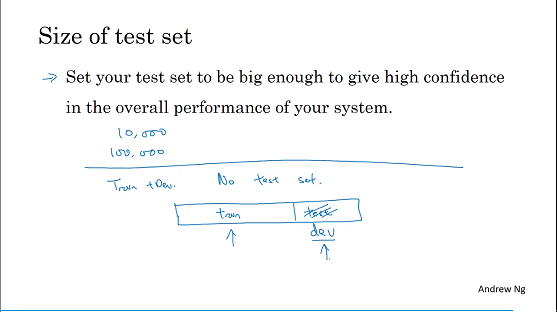 Size of test set
→ Set your test set to be big enough to give high confidence
in the overall performance of your system.
10,000
100,000
Train + Dev. No test set.
train test
dev
Andrew Ng